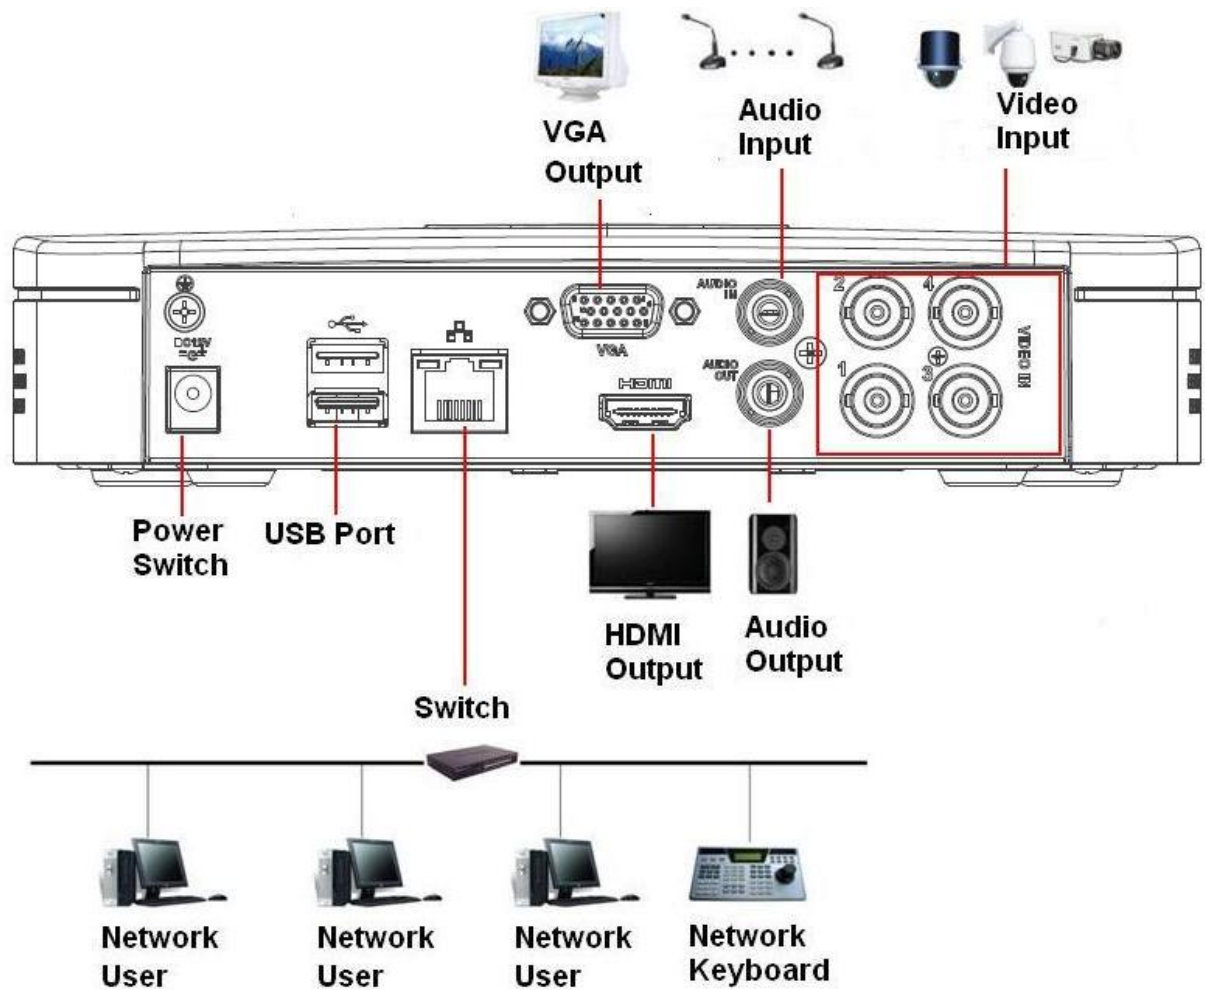 VGA
Output
Audio
Input
Video
Input
AUDIO
IN
2
4
DC12V
VGA
HDMI
AUDIO
OUT
1
3
VIDEO IN
Power
Switch
USB Port
HDMI
Output
Audio
Output
Switch
Network
User
Network
User
Network
User
Network
Keyboard